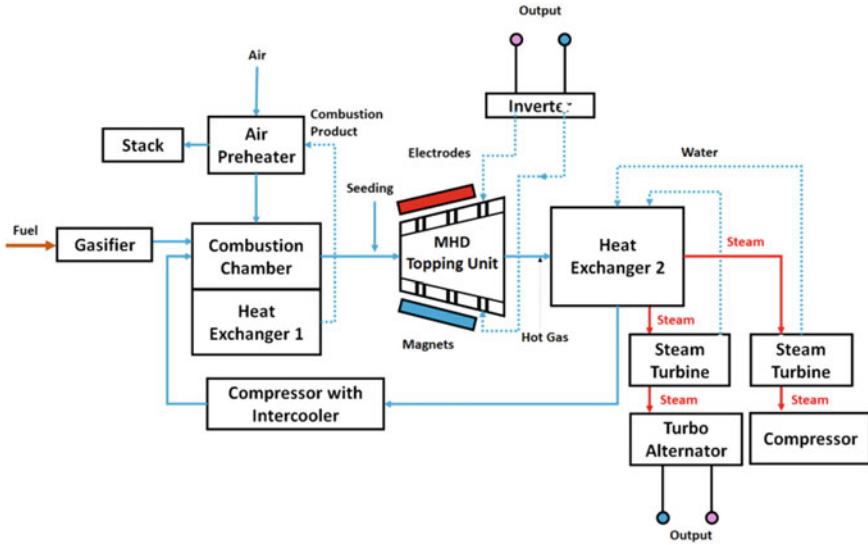 Output
Air
Inverter
Combustion
Product
Stack
Air
Preheater
Electrodes
Water
Seeding
Fuel
Gasifier
Combustion
Chamber
MHD
Topping Unit
Heat
Exchanger 2
Steam
Heat
Exchanger 1
Hot Gas
Magnets
Steam
Steam
Turbine
Steam
Turbine
Compressor with
Intercooler
Steam
Steam
Turbo
Alternator
Compressor
Output